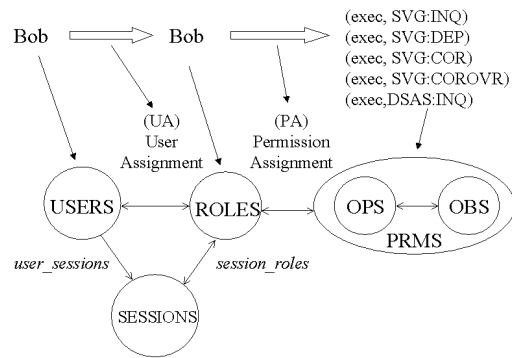 Bob
Bob
(exec, SVG:INQ)
(exec, SVG:DEP)
(exec, SVG:COR)
(exec, SVG:COROVR)
(exec,DSAS:INQ)
(UA)
User
Assignment
(PA)
Permission
Assignment
USERS
ROLES
OPS
OBS
PRMS
user_sessions
session_roles
SESSIONS